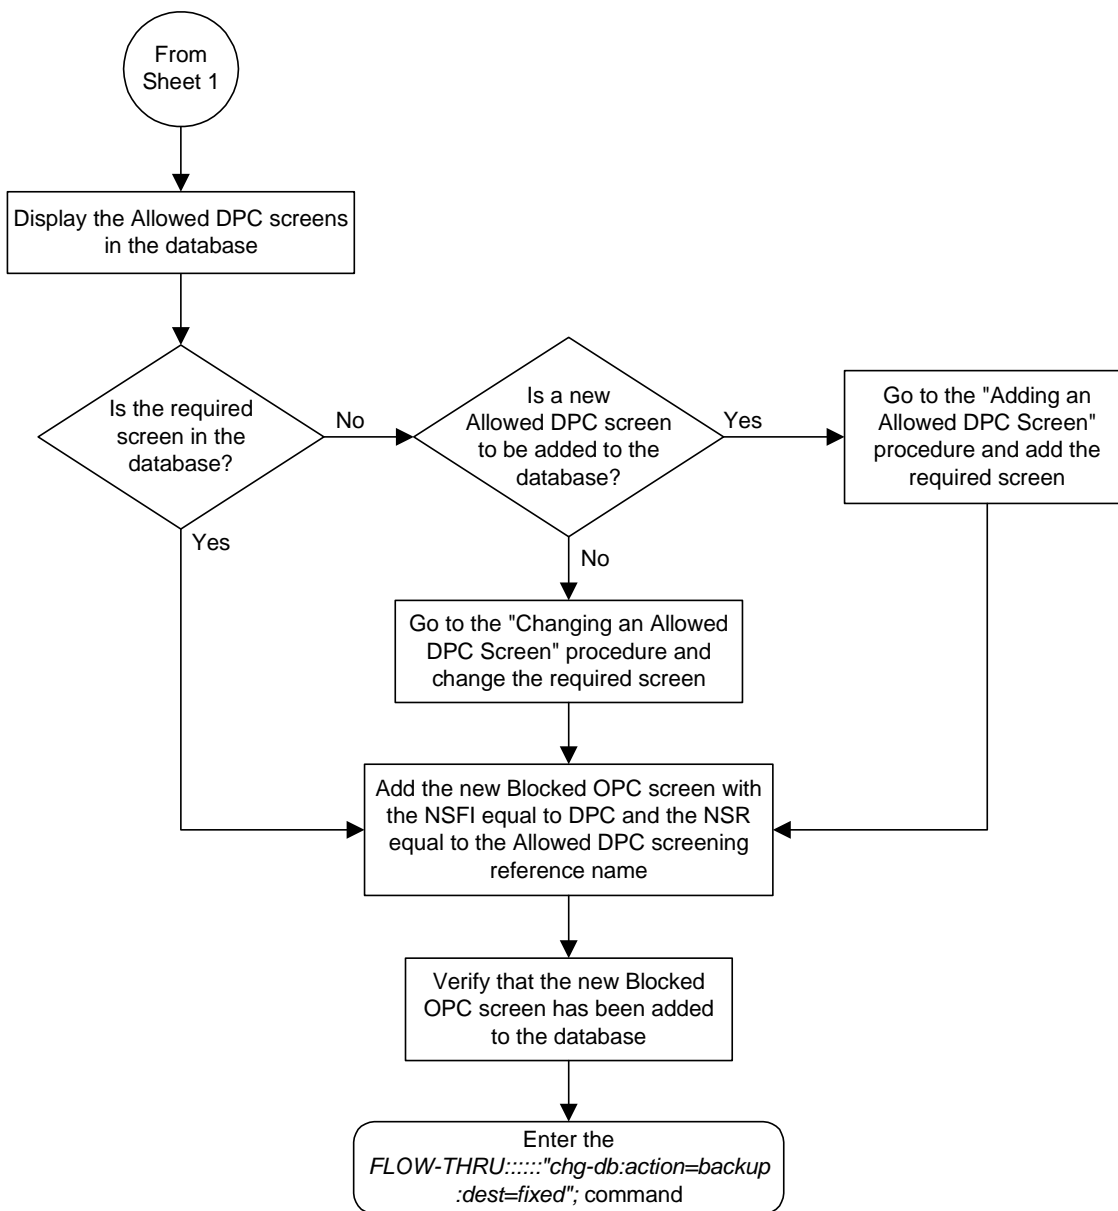 From
Sheet 1
Display the Allowed DPC screens
in the database
Is the required
screen in the
database?
No
Yes
Is a new
Allowed DPC screen
to be added to the
database?
Yes
No
Go to the "Adding an
Allowed DPC Screen"
procedure and add the
required screen
Go to the "Changing an Allowed
DPC Screen" procedure and
change the required screen
Add the new Blocked OPC screen with
the NSFI equal to DPC and the NSR
equal to the Allowed DPC screening
reference name
Verify that the new Blocked
OPC screen has been added
to the database
Enter the
FLOW-THRU::::::"chg-db:action=backup
:dest=fixed"; command